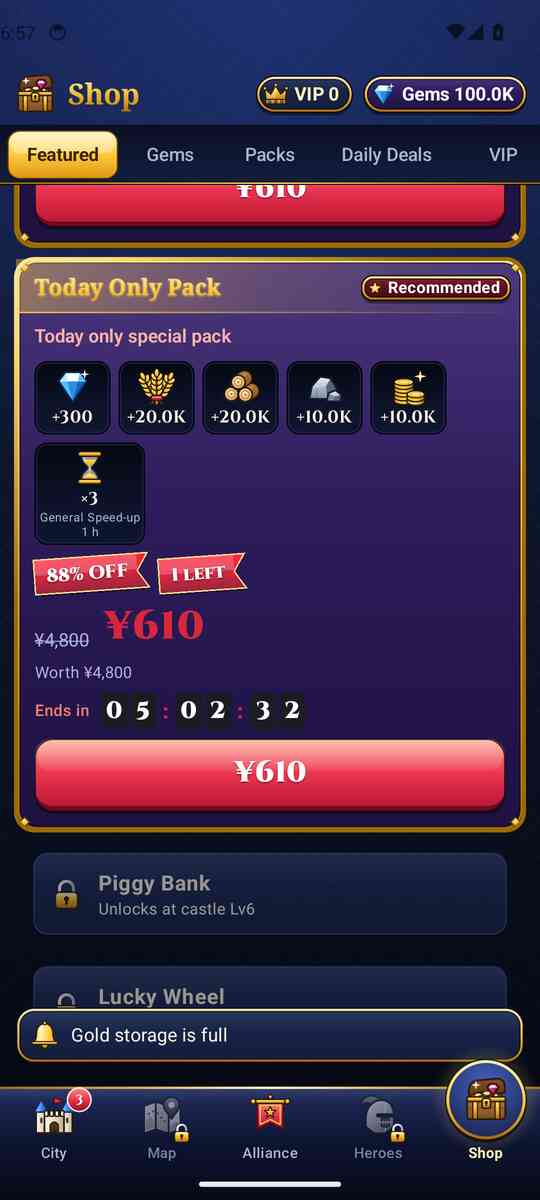 6:57
Shop
VIP 0
Gems 100.0K
Featured
Gems
Packs
Daily Deals
VIP
¥610
Today Only Pack
Recommended
Today only special pack
+300
+20.0K
+20.0K
+10.0K
+10.0K
×3
General Speed-up
1 h
88% OFF
1 LEFT
¥4,800
¥610
Worth ¥4,800
Ends in 05:02:32
¥610
Piggy Bank
Unlocks at castle Lv6
Lucky Wheel
Gold storage is full
3
City
Map
Alliance
Heroes
Shop